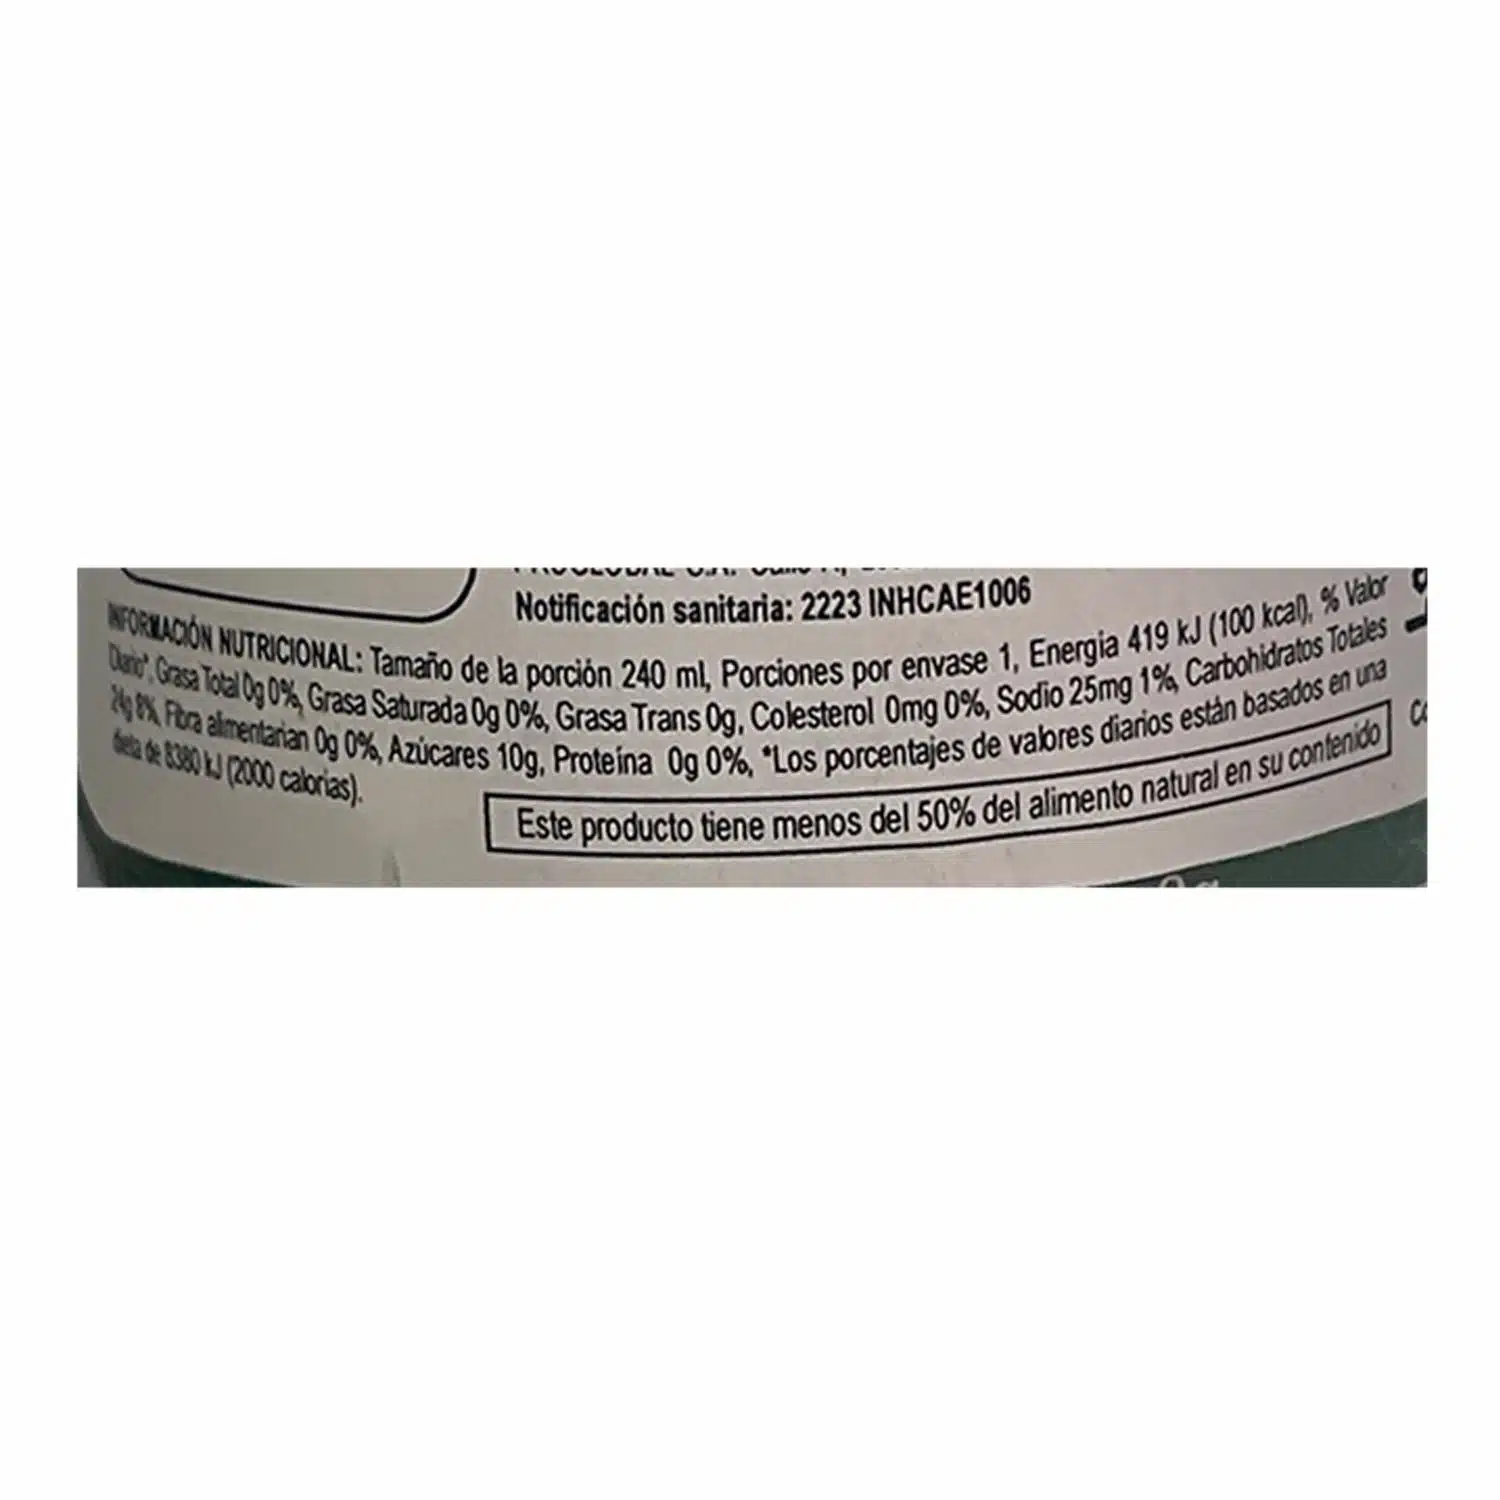 Notificación sanitaria: 2223 INHCAE1006
INFORMACIÓN NUTRICIONAL: Tamaño de la porción 240 ml, Porciones por envase 1, Energia 419 kJ (100 kcal), % Valor
Diario*, Grasa Total 0g 0%, Grasa Saturada 0g 0%, Grasa Trans 0g, Colesterol 0mg 0%, Sodio 25mg 1%, Carbohidratos Totales
24g 8%, Fibra alimentarian 0g 0%, Azúcares 10g, Proteína 0g 0%, *Los porcentajes de valores diarios están basados en una
dieta de 8380 kJ (2000 calorias).
Este producto tiene menos del 50% del alimento natural en su contenido